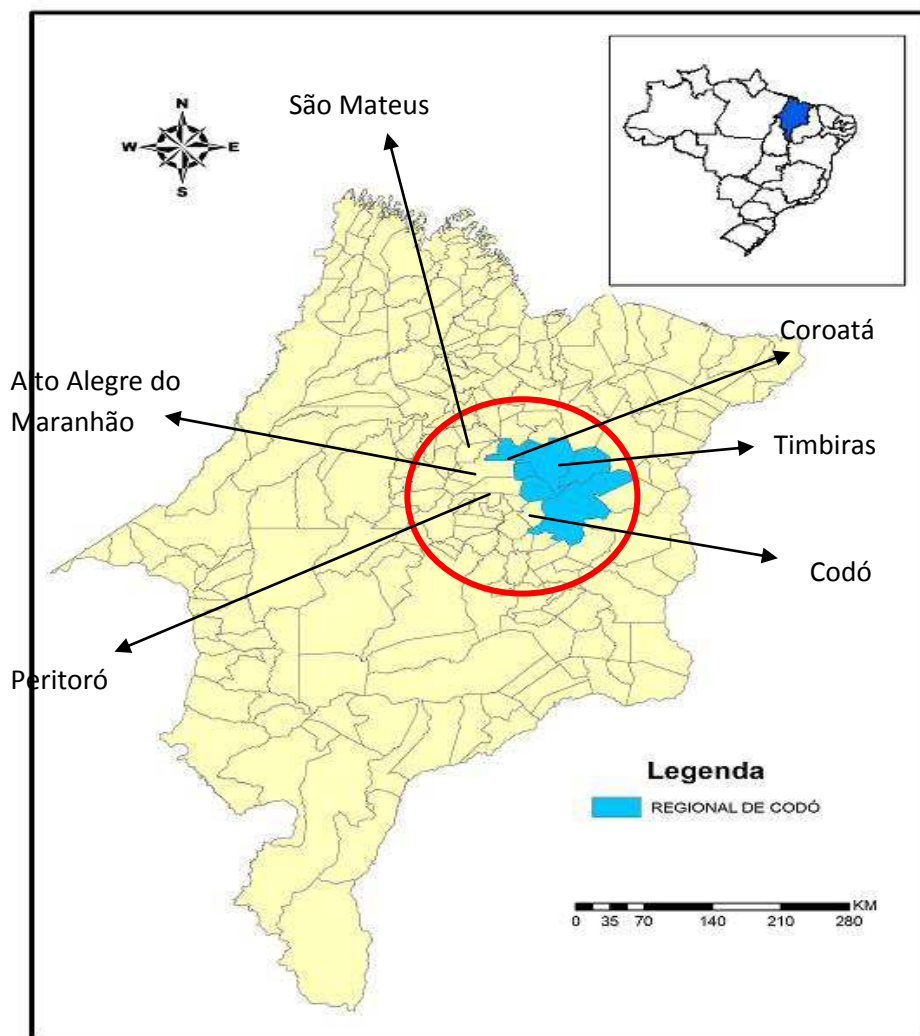 São Mateus
N
W E
S
Coroatá
Alto Alegre do
Maranhão
Timbiras
Codó
Peritoró
Legenda
REGIONAL DE CODÓ
KM
0 35 70 140 210 280